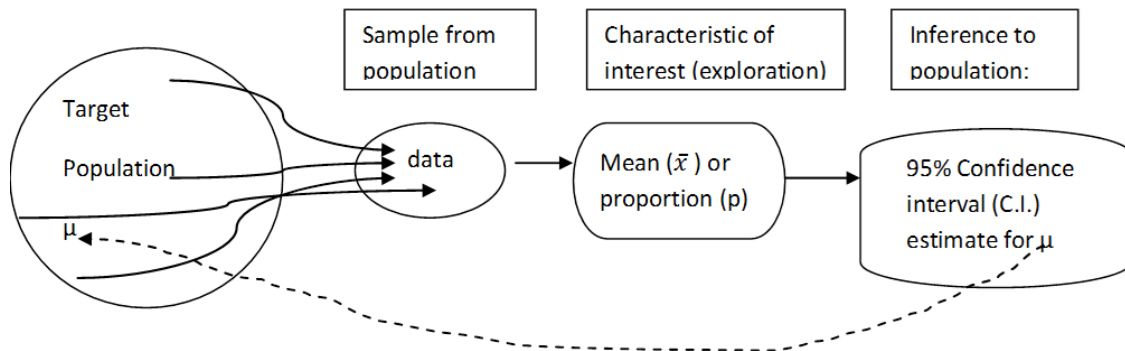 Sample from
population
Characteristic of
interest (exploration)
Inference to
population:
Target
Population
μ
data
Mean (x̄ ) or
proportion (p)
95% Confidence
interval (C.I.)
estimate for μ